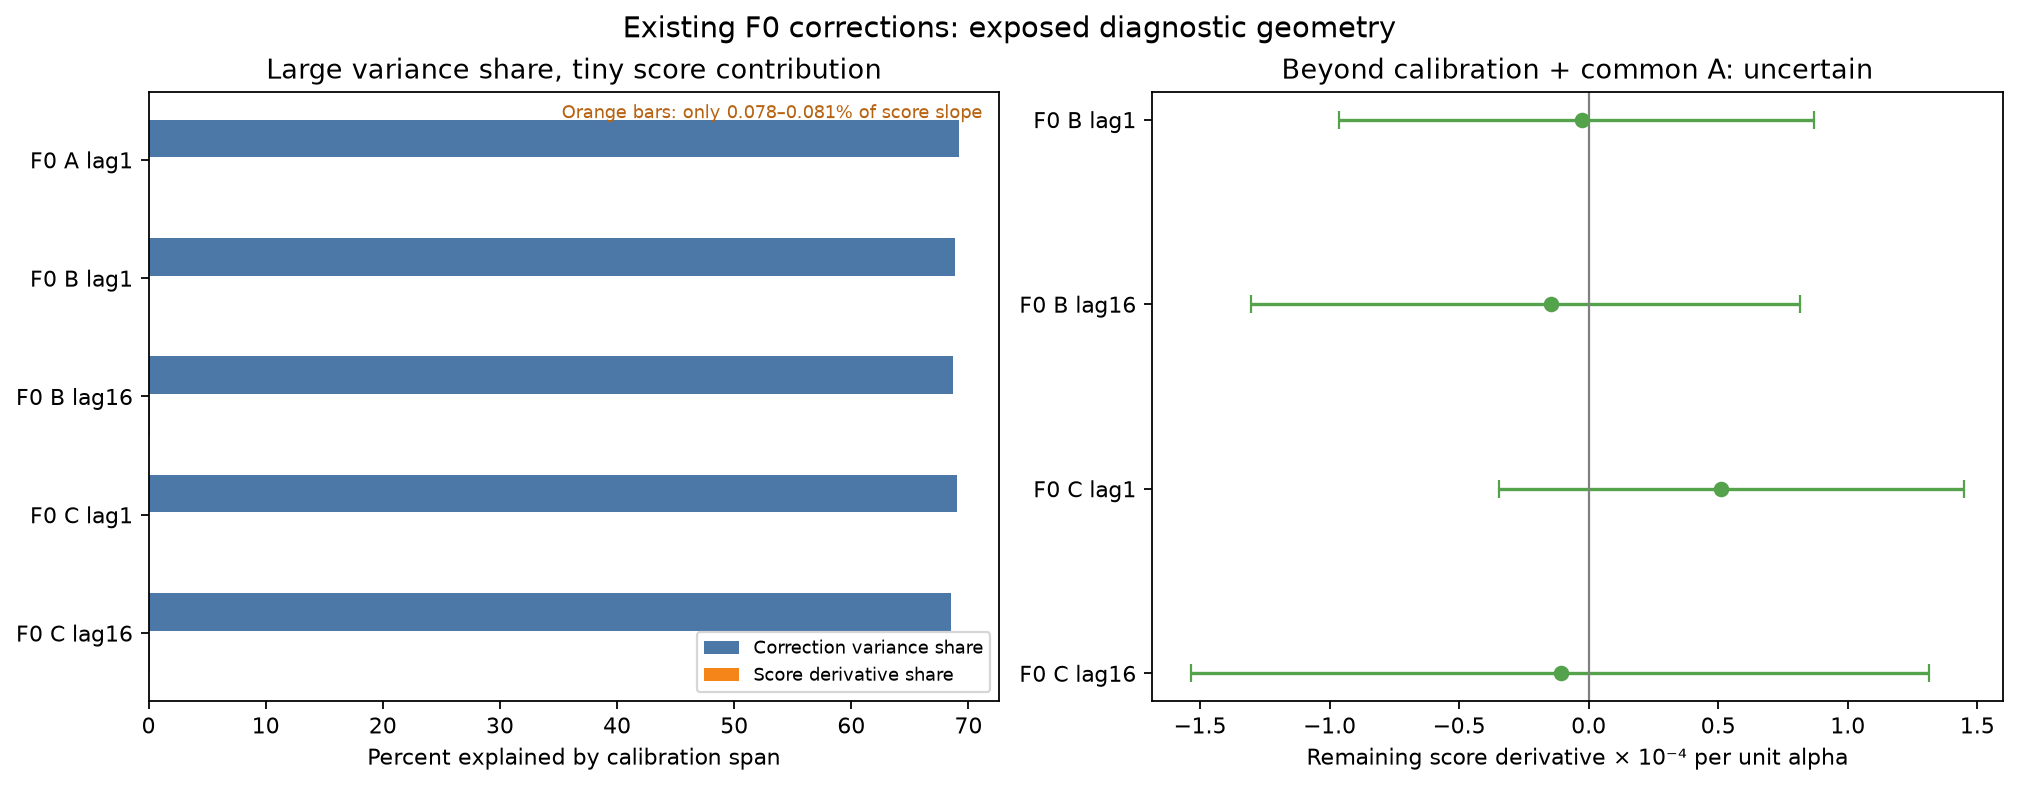 Existing F0 corrections: exposed diagnostic geometry
Large variance share, tiny score contribution
Orange bars: only 0.078–0.081% of score slope
F0 A lag1
F0 B lag1
F0 B lag16
F0 C lag1
F0 C lag16
Correction variance share
Score derivative share
0 10 20 30 40 50 60 70
Percent explained by calibration span
Beyond calibration + common A: uncertain
F0 B lag1
F0 B lag16
F0 C lag1
F0 C lag16
−1.5 −1.0 −0.5 0.0 0.5 1.0 1.5
Remaining score derivative × 10⁻⁴ per unit alpha